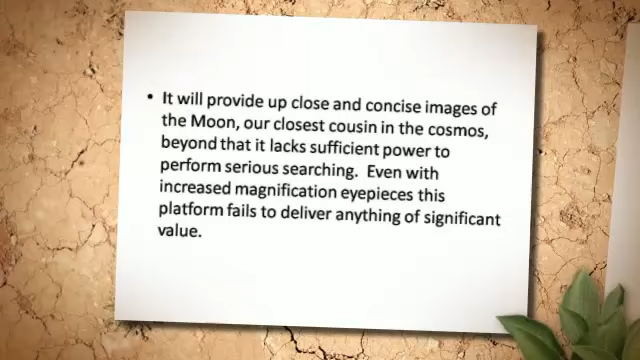 • It will provide up close and concise images of
the Moon, our closest cousin in the cosmos,
beyond that it lacks sufficient power to
perform serious searching.  Even with
increased magnification eyepieces this
platform fails to deliver anything of significant
value.